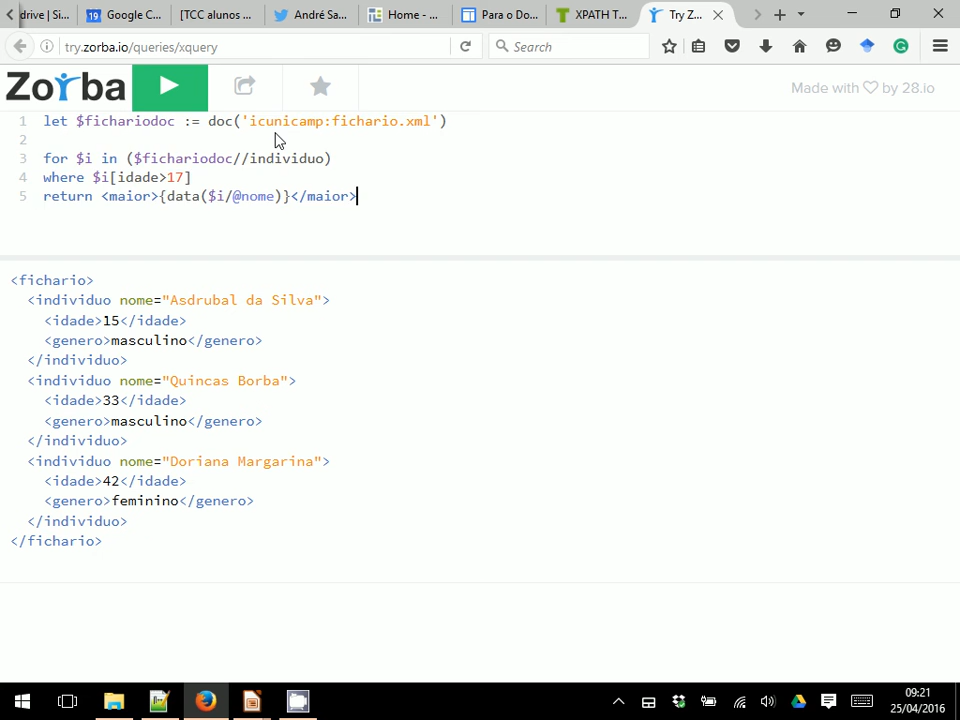 drive | Si...
19 Google C...
[TCC alunos
André Sa...
Home - ...
Para o Do...
XPATH T...
Try Z...
try.zorba.io/queries/xquery
Search
Zorba
Made with ♡ by 28.io
1 let $fichariodoc := doc('icunicamp:fichario.xml')
2
3 for $i in ($fichariodoc//individuo)
4 where $i[idade>17]
5 return <maior>{data($i/@nome)}</maior>
<fichario>
<individuo nome="Asdrubal da Silva">
<idade>15</idade>
<genero>masculino</genero>
</individuo>
<individuo nome="Quincas Borba">
<idade>33</idade>
<genero>masculino</genero>
</individuo>
<individuo nome="Doriana Margarina">
<idade>42</idade>
<genero>feminino</genero>
</individuo>
</fichario>
09:21
25/04/2016